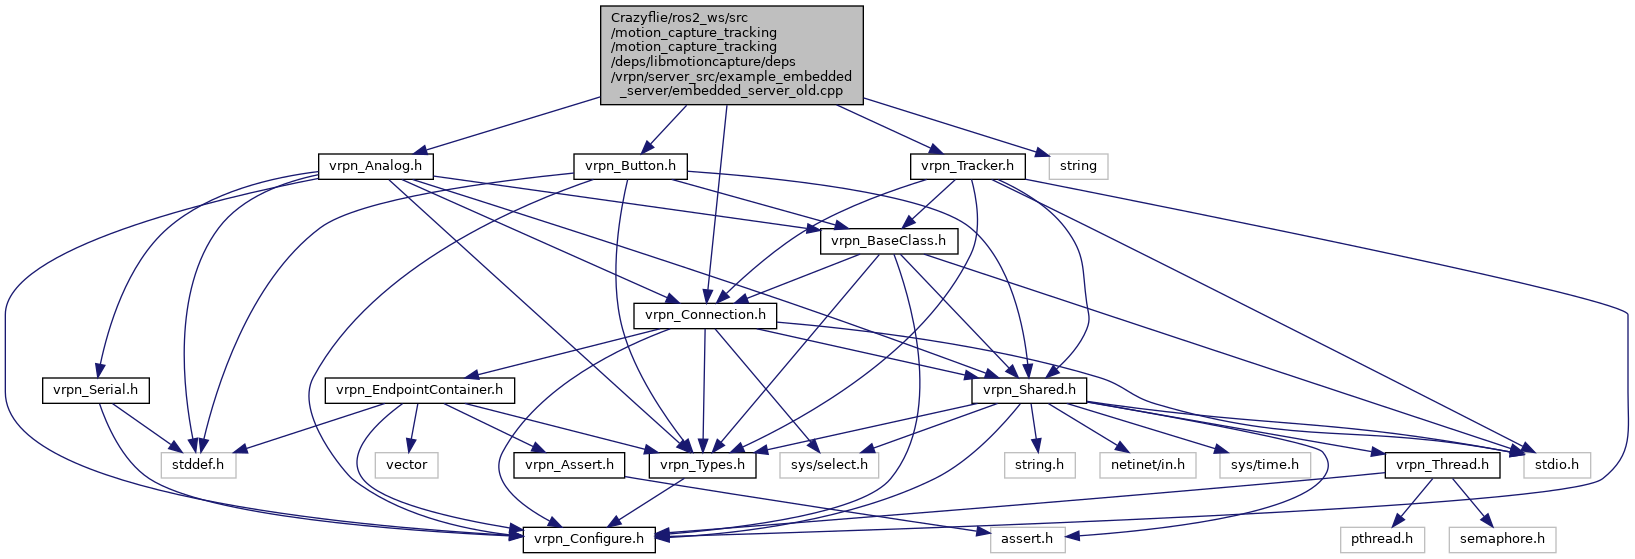 Crazyflie/ros2_ws/src
/motion_capture_tracking
/motion_capture_tracking
/deps/libmotioncapture/deps
/vrpn/server_src/example_embedded
_server/embedded_server_old.cpp
vrpn_Analog.h
vrpn_Button.h
vrpn_Tracker.h
string
vrpn_BaseClass.h
vrpn_Connection.h
vrpn_Serial.h
vrpn_EndpointContainer.h
vrpn_Shared.h
stddef.h
vector
vrpn_Assert.h
vrpn_Types.h
sys/select.h
string.h
netinet/in.h
sys/time.h
vrpn_Thread.h
stdio.h
vrpn_Configure.h
assert.h
pthread.h
semaphore.h